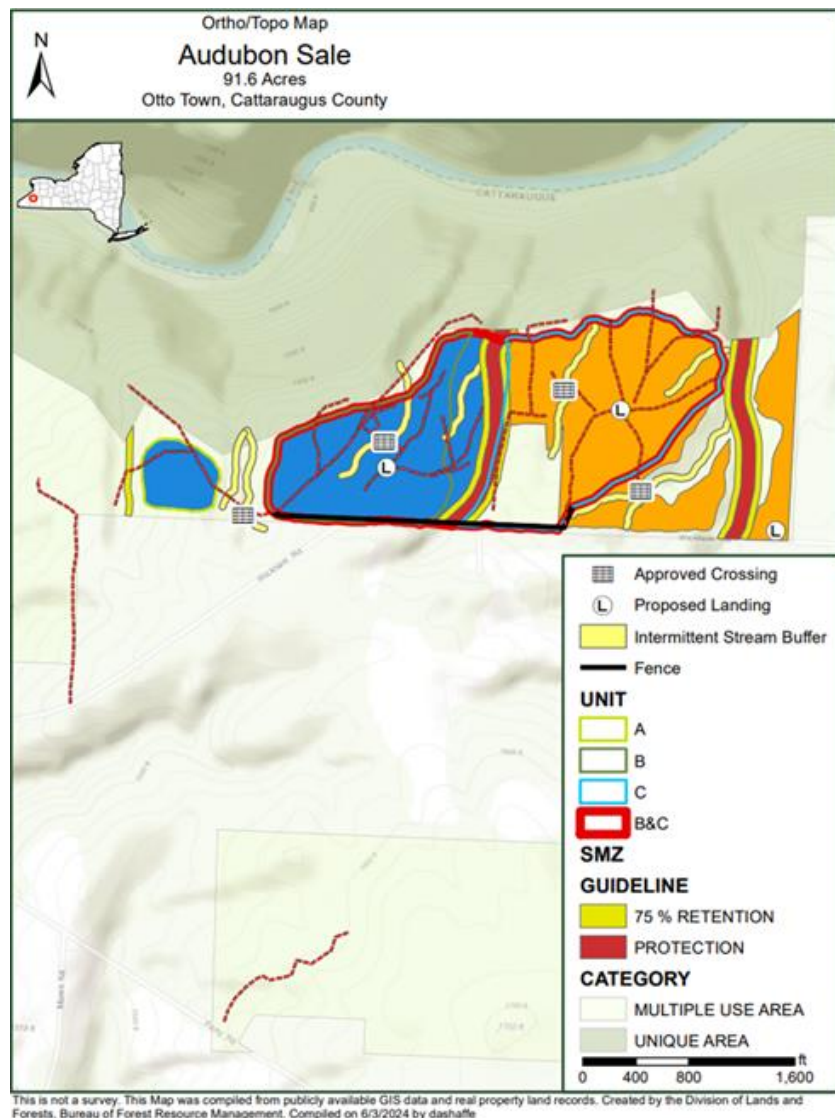 Ortho/Topo Map
N
Audubon Sale
91.6 Acres
Otto Town, Cattaraugus County
CATTARAUGUS
L
L
L
Approved Crossing
L Proposed Landing
Intermittent Stream Buffer
Fence
UNIT
A
B
C
B&C
SMZ
GUIDELINE
75 % RETENTION
PROTECTION
CATEGORY
MULTIPLE USE AREA
UNIQUE AREA
ft
0 400 800 1,600
This is not a survey. This Map was compiled from publicly available GIS data and real property land records. Created by the Division of Lands and
Forests, Bureau of Forest Resource Management. Compiled on 6/3/2024 by dashaffe